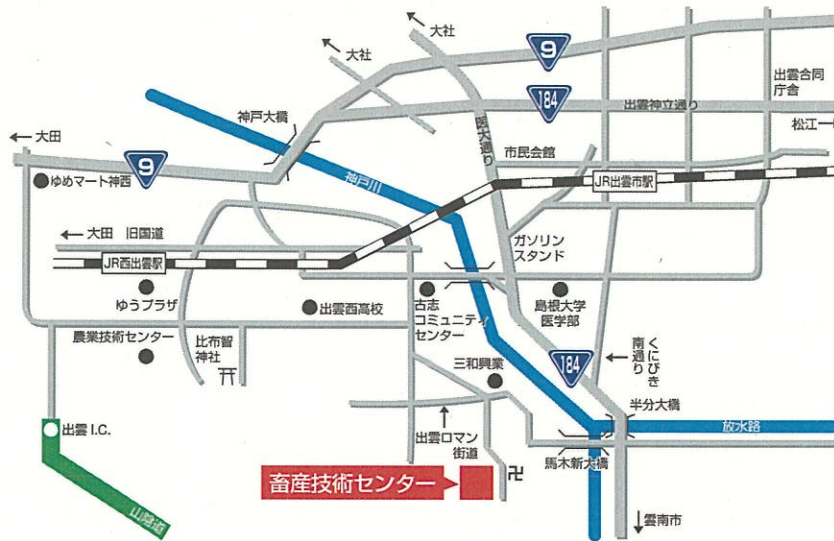 大社
大社
9
184
出雲神立通り
出雲合同
庁舎
松江
神戸大橋
医大通り
市民会館
大田
9
ゆめマート神西
神戸川
JR出雲市駅
大田 旧国道
JR西出雲駅
ガソリン
スタンド
ゆうプラザ
出雲西高校
古志
コミュニティ
センター
島根大学
医学部
農業技術センター
比布智
神社
三和興業
184
くにびき
南通り
半分大橋
放水路
出雲I.C.
出雲ロマン
街道
馬木新大橋
畜産技術センター
卍
山陰道
雲南市